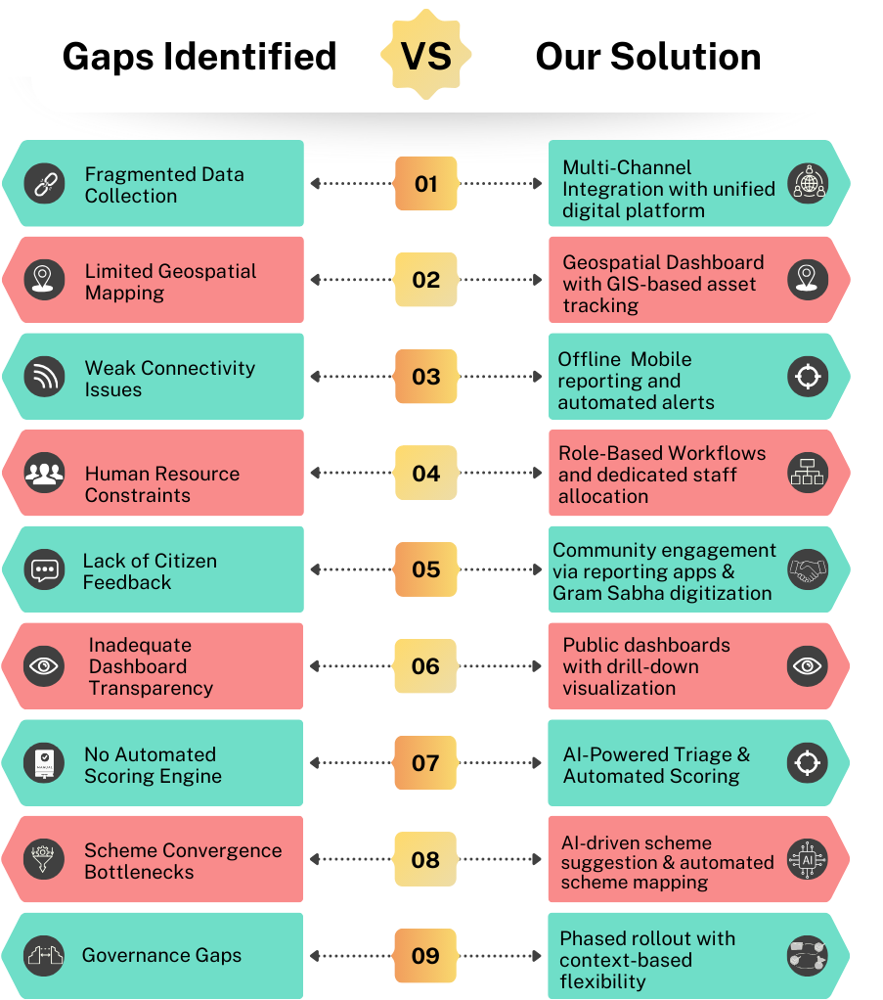 Gaps Identified
VS
Our Solution
Fragmented Data
Collection
01
Multi-Channel
Integration with unified
digital platform
Limited Geospatial
Mapping
02
Geospatial Dashboard
with GIS-based asset
tracking
Weak Connectivity
Issues
03
Offline  Mobile
reporting and
automated alerts
Human Resource
Constraints
04
Role-Based Workflows
and dedicated staff
allocation
Lack of Citizen
Feedback
05
Community engagement
via reporting apps &
Gram Sabha digitization
Inadequate
Dashboard
Transparency
06
Public dashboards
with drill-down
visualization
MANUAL
No Automated
Scoring Engine
07
AI-Powered Triage &
Automated Scoring
Scheme Convergence
Bottlenecks
08
AI-driven scheme
suggestion & automated
scheme mapping
AI
Governance Gaps
09
Phased rollout with
context-based
flexibility